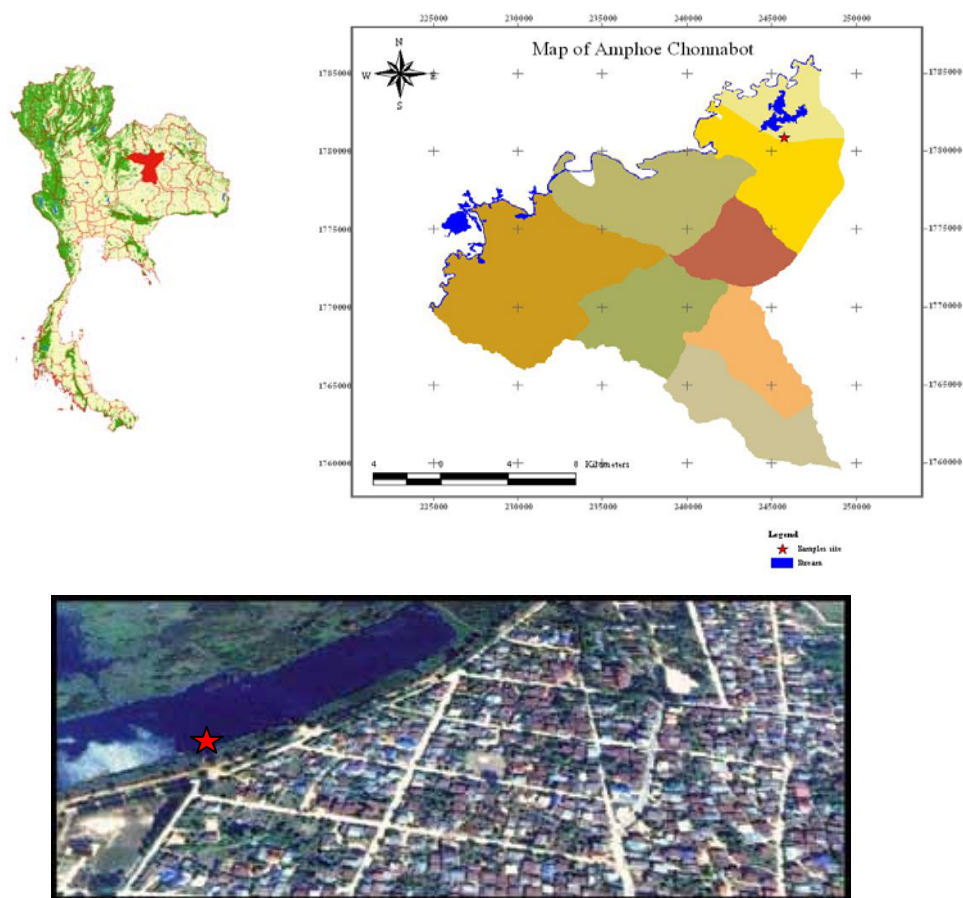 225000 230000 235000 240000 245000 250000
Map of Amphoe Chonnabot
N
W E
S
1785000 1785000
1780000 1780000
1775000 1775000
1770000 1770000
1765000 1765000
1760000 1760000
4 0 4 8 Kilometers
225000 230000 235000 240000 245000 250000
Legend
Samples site
Stream